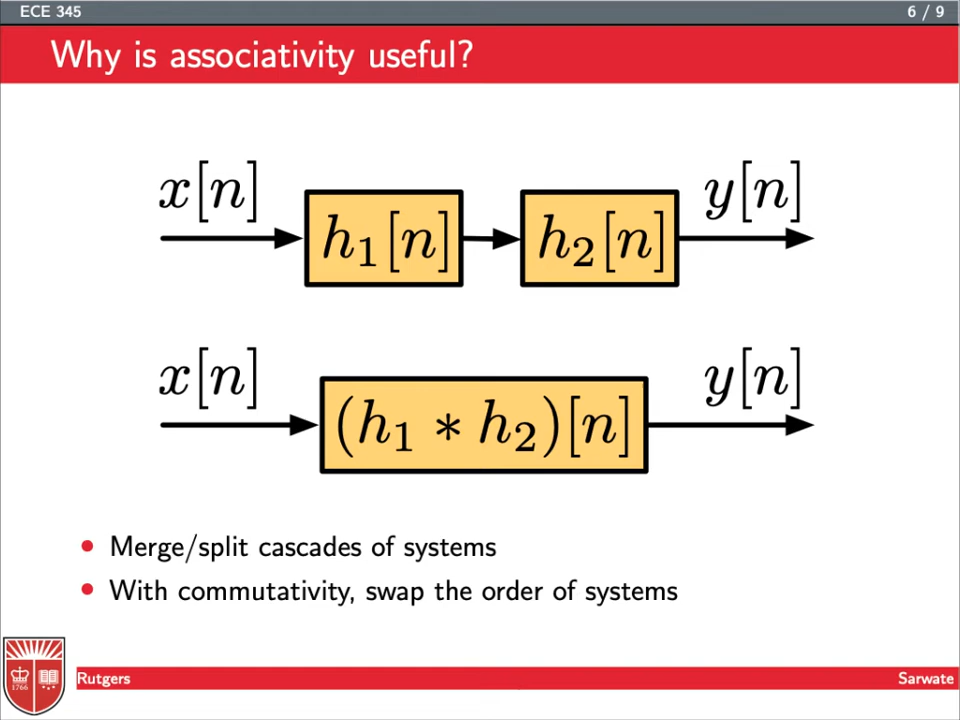 ECE 345 6 / 9
Why is associativity useful?
x[n] y[n]
h₁[n] h₂[n]
x[n] y[n]
(h₁ * h₂)[n]
• Merge/split cascades of systems
• With commutativity, swap the order of systems
1766
Rutgers Sarwate